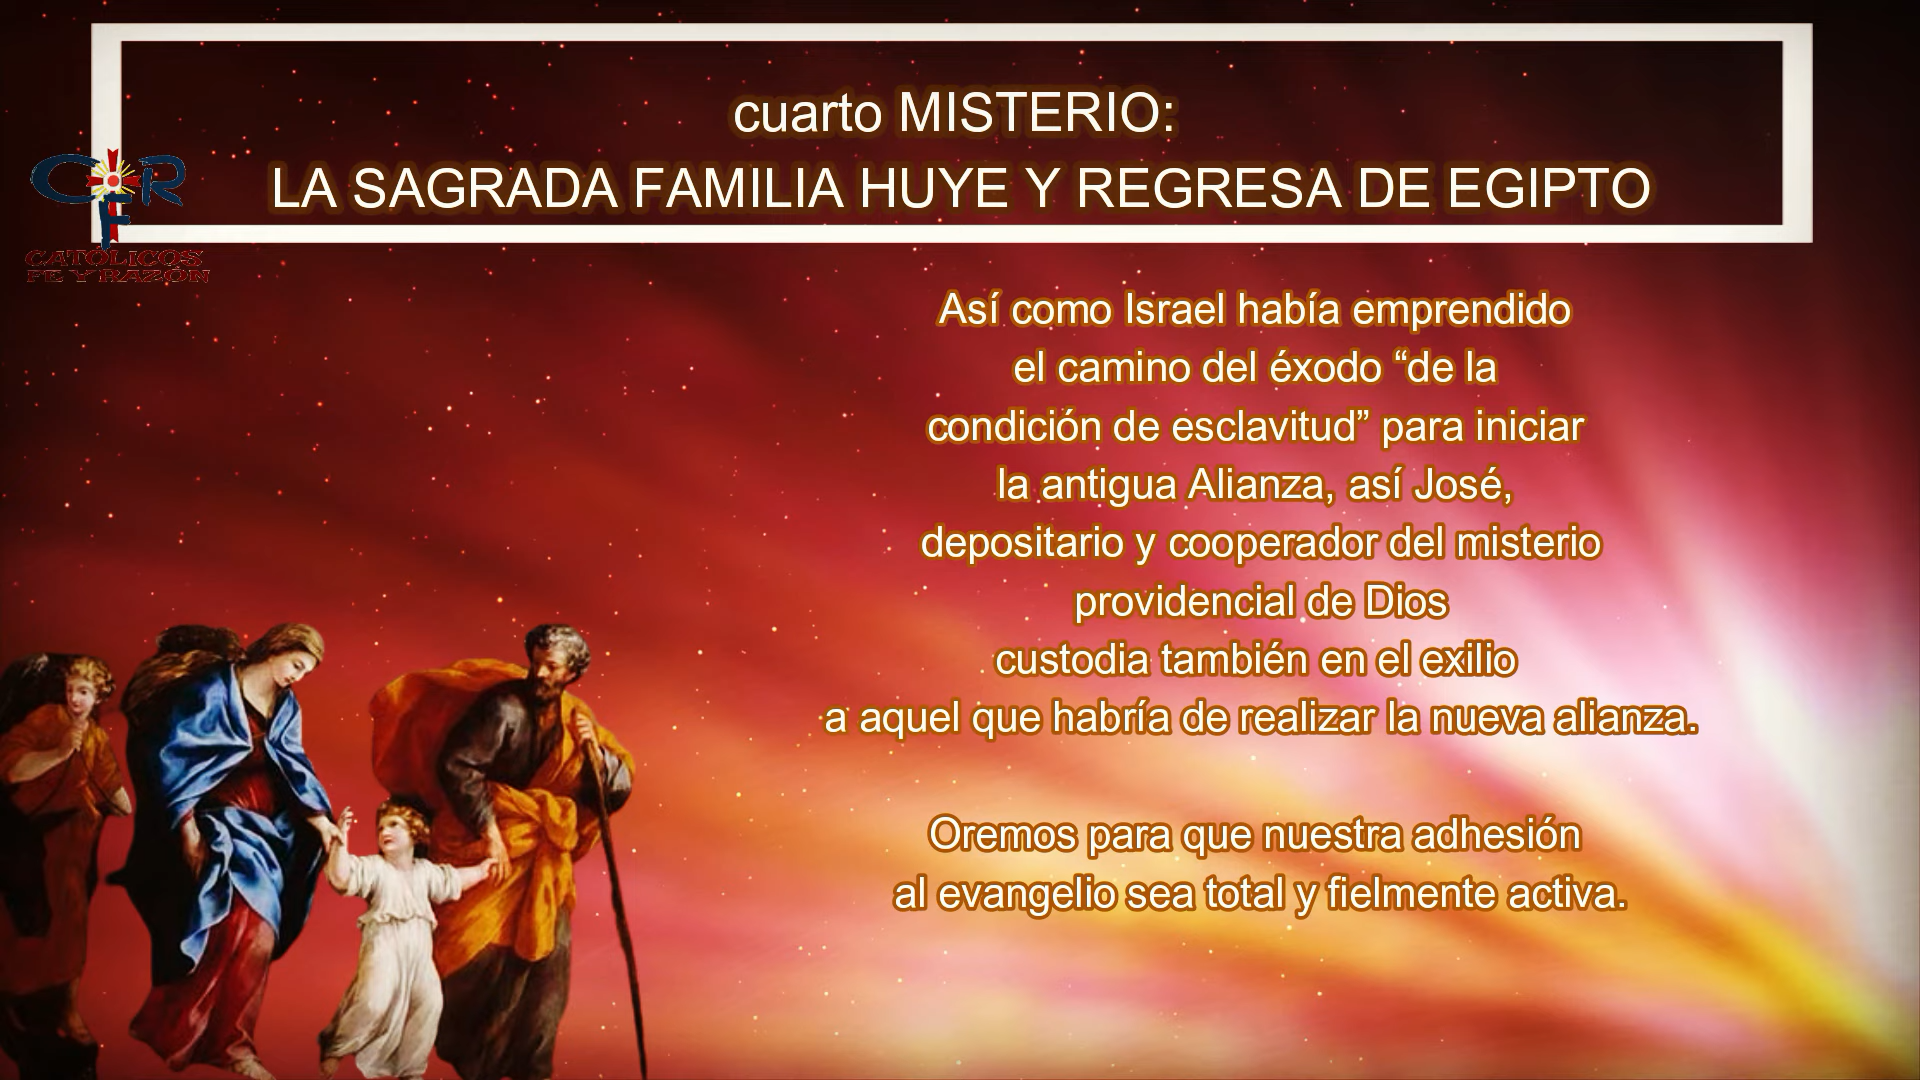 cuarto MISTERIO:
LA SAGRADA FAMILIA HUYE Y REGRESA DE EGIPTO
CFR
CATÓLICOS
FE Y RAZÓN
Así como Israel había emprendido
el camino del éxodo “de la
condición de esclavitud” para iniciar
la antigua Alianza, así José,
depositario y cooperador del misterio
providencial de Dios
custodia también en el exilio
a aquel que habría de realizar la nueva alianza.
Oremos para que nuestra adhesión
al evangelio sea total y fielmente activa.